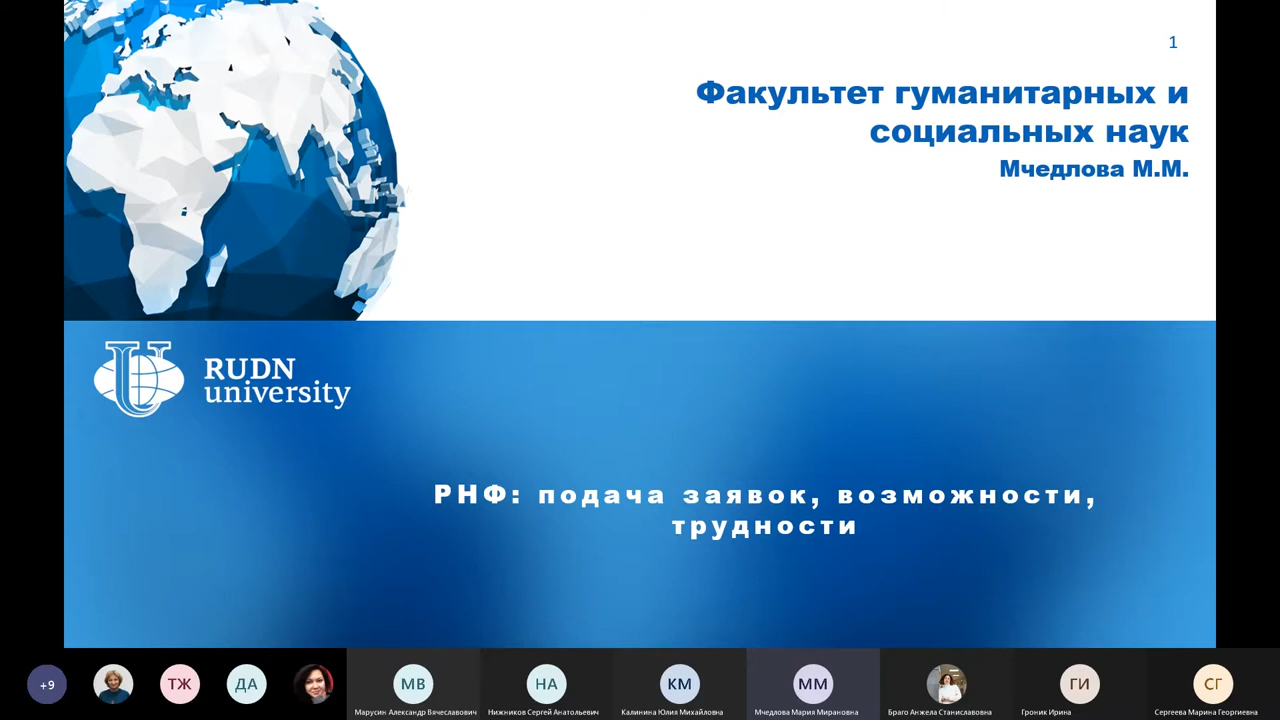 1
Факультет гуманитарных и
социальных наук
Мчедлова М.М.
RUDN
university
РНФ: подача заявок, возможности,
трудности
+9
ТЖ
ДА
МВ
НА
КМ
ММ
ГИ
СГ
Марусин Александр Вячеславович
Нижников Сергей Анатольевич
Калинина Юлия Михайловна
Мчедлова Мария Мирановна
Браго Анжела Станиславовна
Гроник Ирина
Сергеева Марина Георгиевна